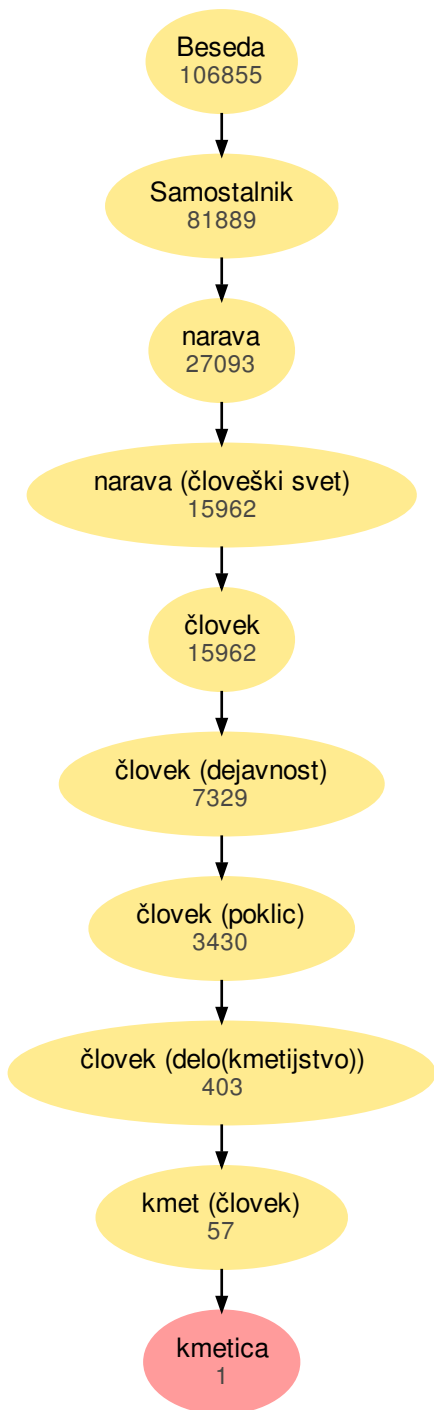 Beseda
106855
Samostalnik
81889
narava
27093
narava (človeški svet)
15962
človek
15962
človek (dejavnost)
7329
človek (poklic)
3430
človek (delo(kmetijstvo))
403
kmet (človek)
57
kmetica
1